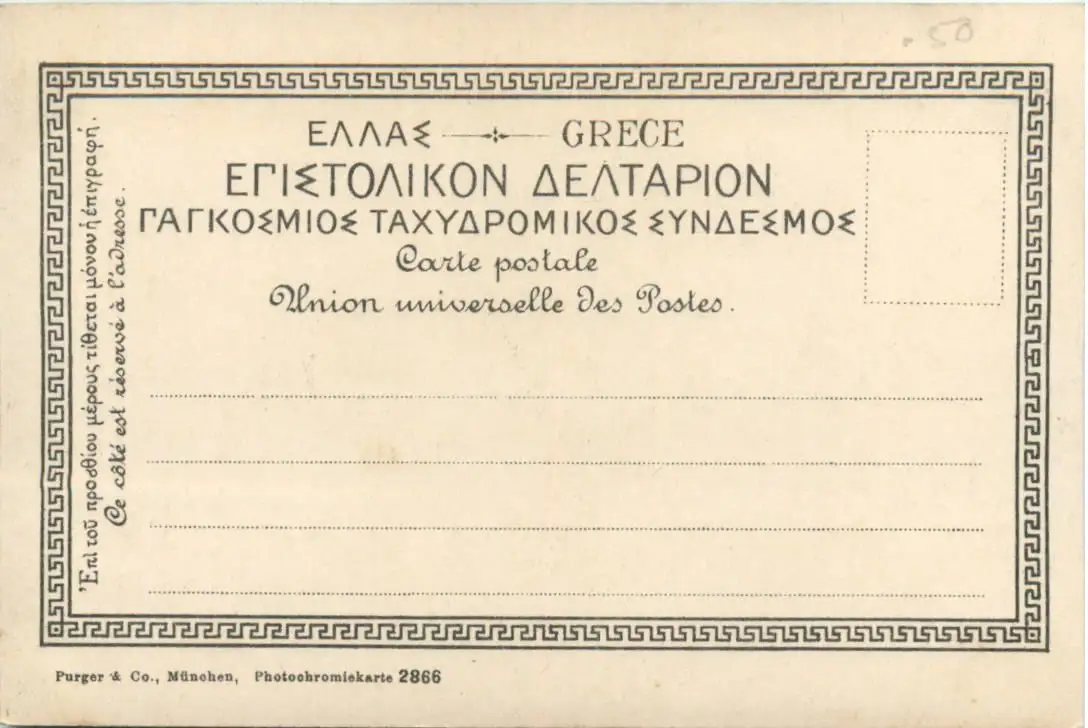 .50
ΕΛΛΑΣ GRECE
ΕΠΙΣΤΟΛΙΚΟΝ ΔΕΛΤΑΡΙΟΝ
ΠΑΓΚΟΣΜΙΟΣ ΤΑΧΥΔΡΟΜΙΚΟΣ ΣΥΝΔΕΣΜΟΣ
Carte postale
Union universelle des Postes.
Ἐπὶ τοῦ προσθίου μέρους τίθεται μόνον ἡ ἐπιγραφή.
Ce côté est réservé à l'adresse.
Purger & Co., München, Photochromiekarte 2866